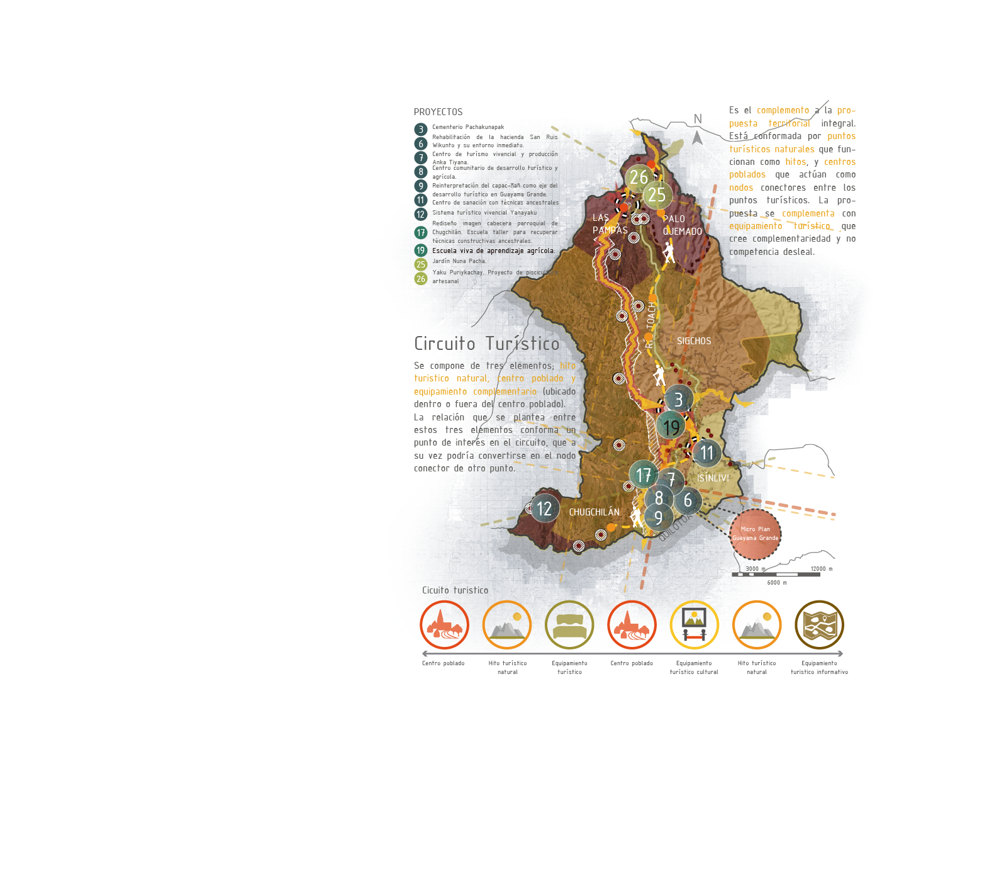 PROYECTOS
3 Cementerio Pachakunapak
6 Rehabilitación de la hacienda San Ruis
Wikunto y su entorno inmediato.
7 Centro de turísmo vivencial y producción
Anka Tiyana.
8 Centro comunitario de desarrollo turístico y
agrícola.
9 Reinterpretación del capac-ñañ como eje del
desarrollo turístico en Guayama Grande.
11 Centro de sanación con técnicas ancestrales
12 Sistema turístico vivencial Yanayaku
17 Rediseño imagen cabecera parroquial de
Chugchilán. Escuela taller para recuperar
técnicas constructivas ancestrales.
19 Escuela viva de aprendizaje agrícola.
25 Jardín Nuna Pacha.
26 Yaku Puriykachay. Proyecto de
artesanal
Es el complemento a la pro-
puesta territorial integral.
Está conformada por puntos
turísticos naturales que fun-
cionan como hitos, y centros
poblados que actúan como
nodos conectores entre los
puntos turísticos. La pro-
puesta se complementa con
equipamiento turístico que
cree complementariedad y no
competencia desleal.
Circuito Turístico
Se compone de tres elementos; hito
turistico natural, centro poblado y
equipamiento complementario (ubicado
dentro o fuera del centro poblado).
La relación que se plantea entre
estos tres elementos conforma un
punto de interés en el circuito, que a
su vez podría convertirse en el nodo
conector de otro punto.
N
26
25
LAS
PAMPAS
PALO
QUEMADO
TOACH
SIGCHOS
3
19
11
17
7
ISÍNLIVI
8
6
12
CHUGCHILÁN
9
QUILOTOA
Micro Plan
Guayama Grande
3000 m
12000 m
6000 m
Cicuito turistico
Centro poblado
Hito turístico
natural
Equipamiento
turístico
Centro poblado
Equipamiento
turístico cultural
Hito turístico
natural
Equipamiento
turistico informativo